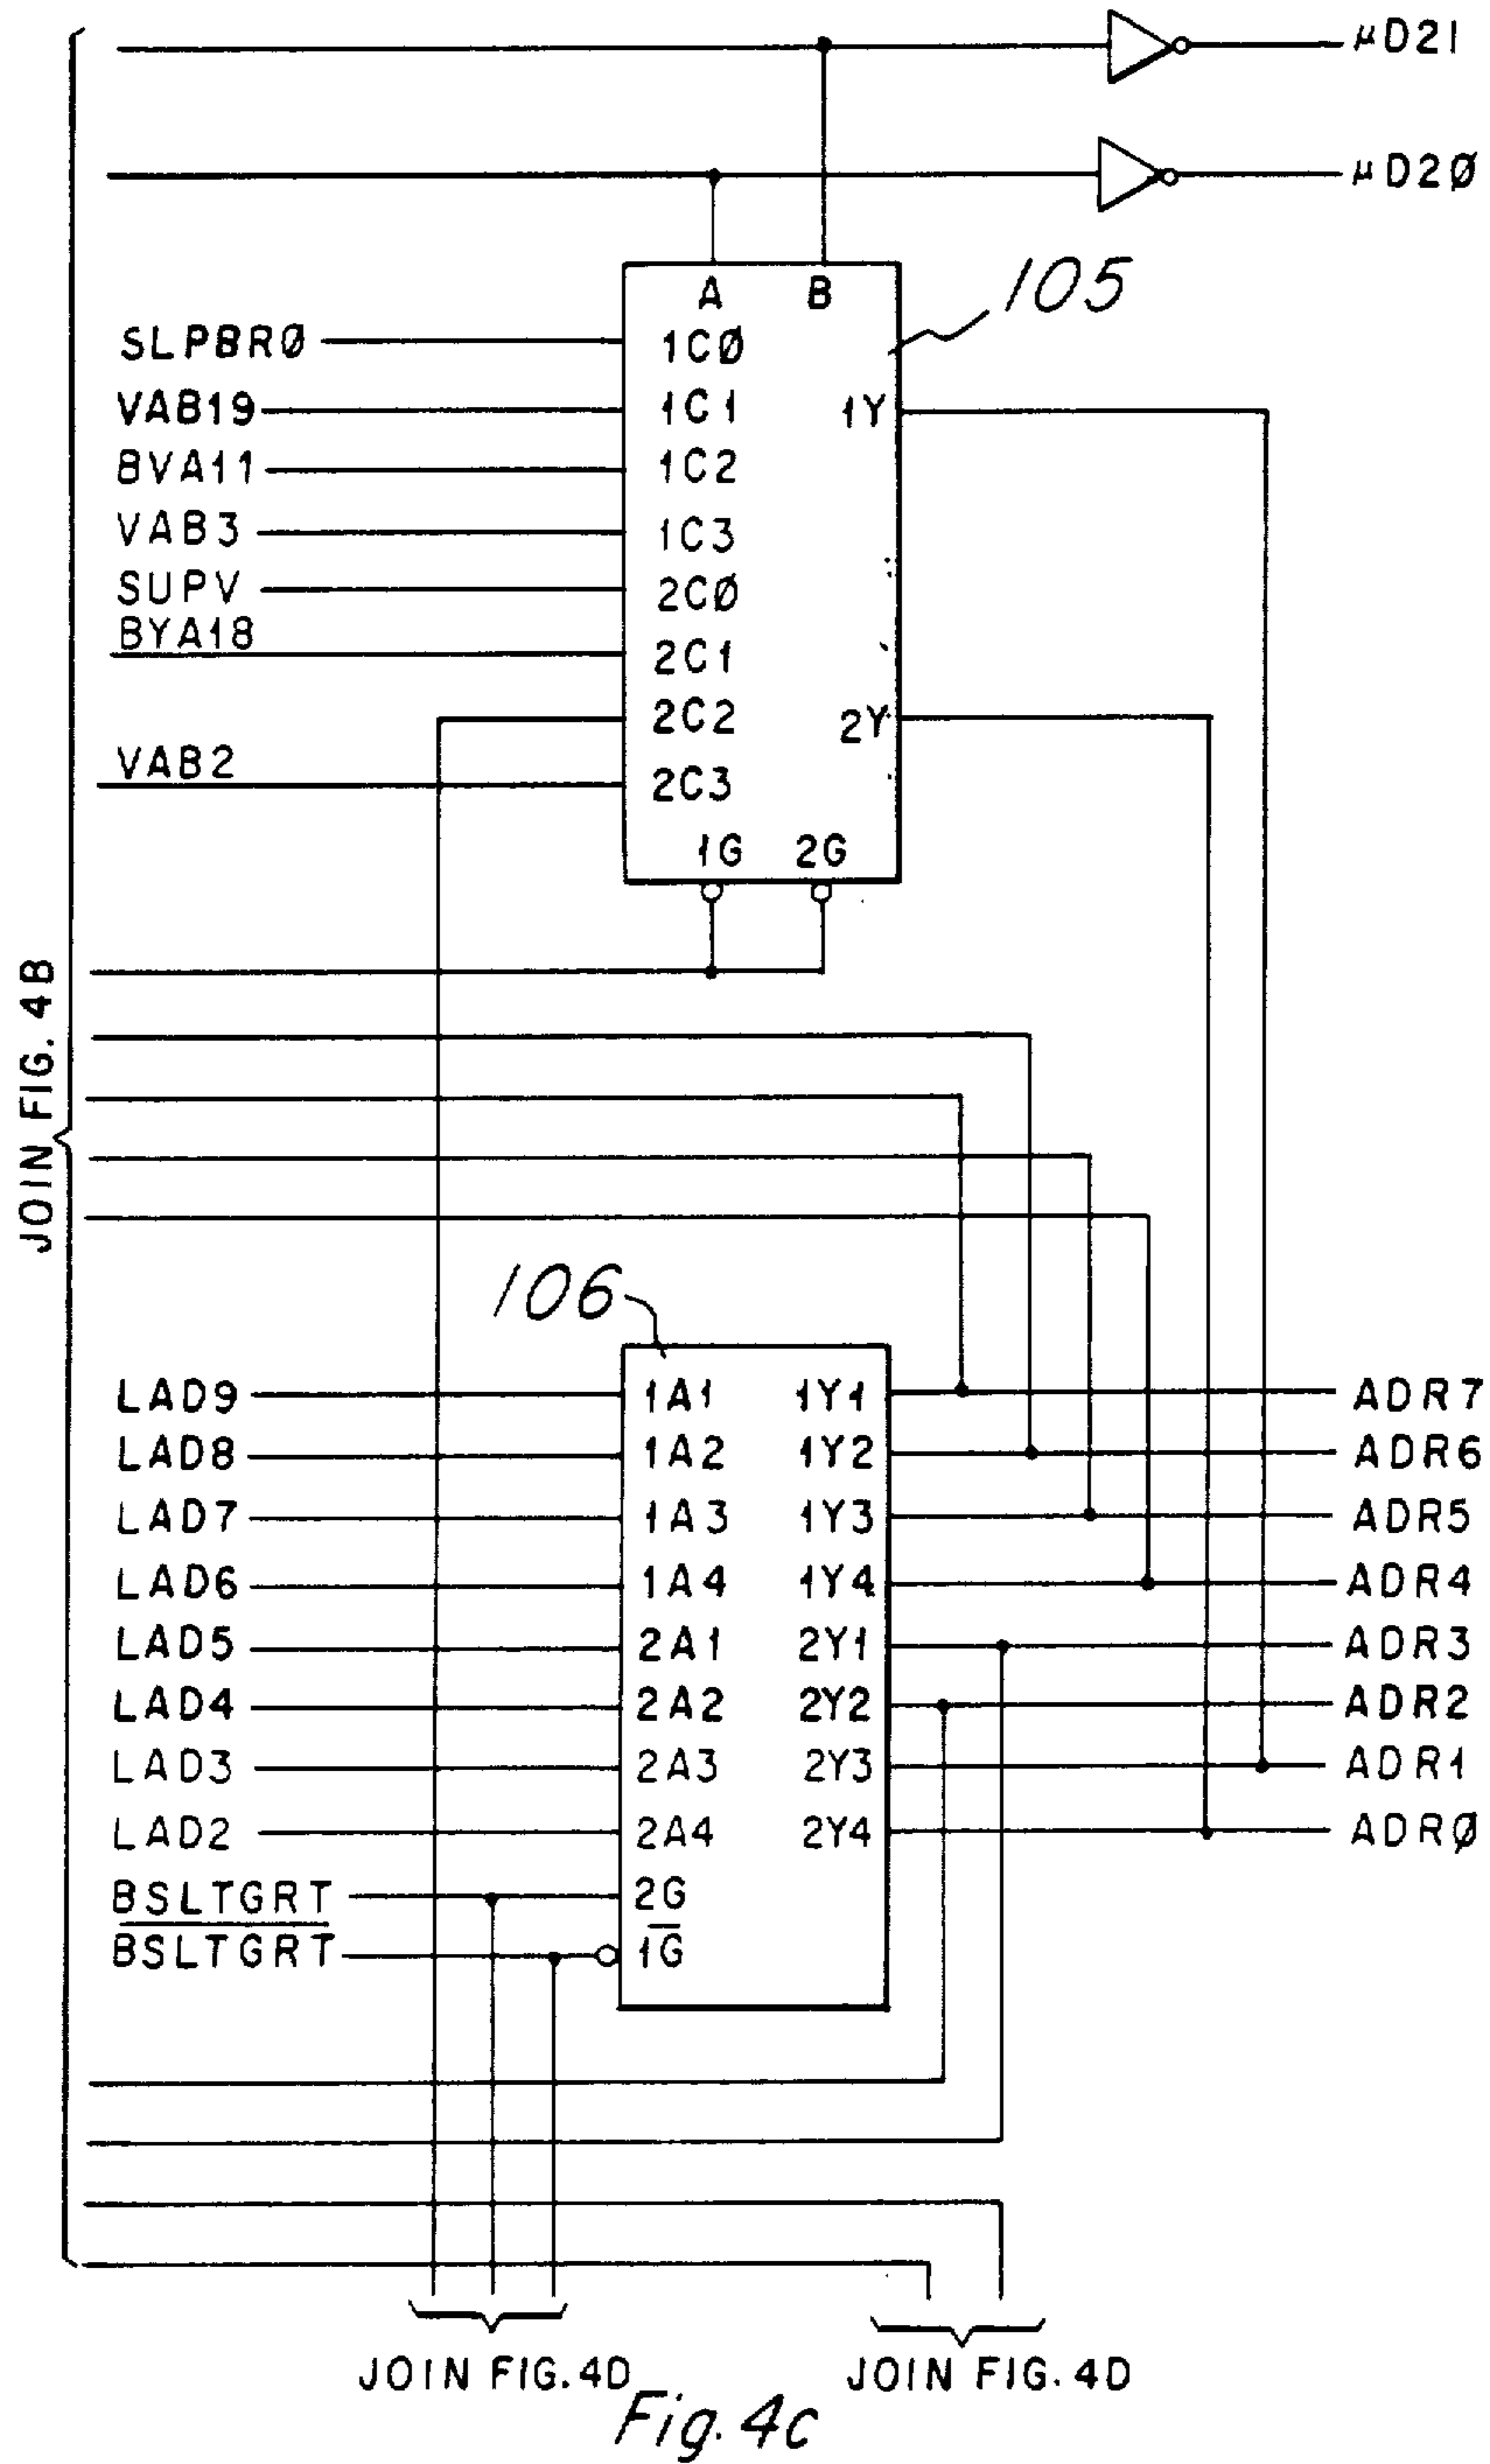 μD21
μD2Ø
105
A B
SLPBRØ 1CØ
VAB19 1C1 1Y
BVA11 1C2
VAB3 1C3
SUPV 2CØ
BYA18 2C1
2C2 2Y
VAB2 2C3
1G 2G
JOIN FIG. 4B
106
LAD9 1A1 1Y1 ADR7
LAD8 1A2 1Y2 ADR6
LAD7 1A3 1Y3 ADR5
LAD6 1A4 1Y4 ADR4
LAD5 2A1 2Y1 ADR3
LAD4 2A2 2Y2 ADR2
LAD3 2A3 2Y3 ADR1
LAD2 2A4 2Y4 ADRØ
BSLTGRT 2G
B̅S̅L̅T̅G̅R̅T̅ 1G̅
JOIN FIG. 4D JOIN FIG. 4D
Fig. 4c